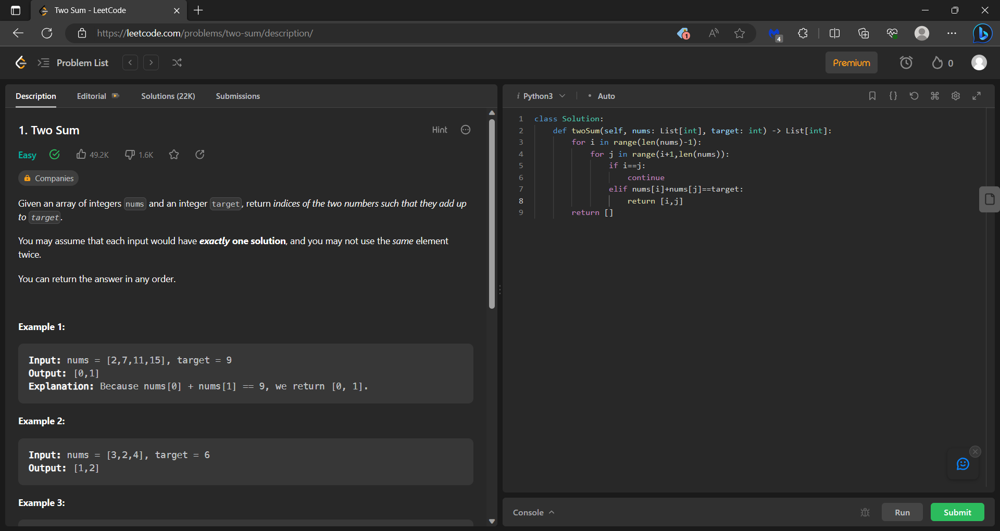 Two Sum - LeetCode
https://leetcode.com/problems/two-sum/description/
1
4
Problem List
Premium
0
Description
Editorial
Solutions (22K)
Submissions
1. Two Sum
Hint
Easy
49.2K
1.6K
Companies
Given an array of integers nums and an integer target, return indices of the two numbers such that they add up
to target.
You may assume that each input would have exactly one solution, and you may not use the same element
twice.
You can return the answer in any order.
Example 1:
Input: nums = [2,7,11,15], target = 9
Output: [0,1]
Explanation: Because nums[0] + nums[1] == 9, we return [0, 1].
Example 2:
Input: nums = [3,2,4], target = 6
Output: [1,2]
Example 3:
i Python3
• Auto
{}
1 class Solution:
2     def twoSum(self, nums: List[int], target: int) -> List[int]:
3         for i in range(len(nums)-1):
4             for j in range(i+1,len(nums)):
5                 if i==j:
6                     continue
7                 elif nums[i]+nums[j]==target:
8                     return [i,j]
9         return []
Console
Run
Submit